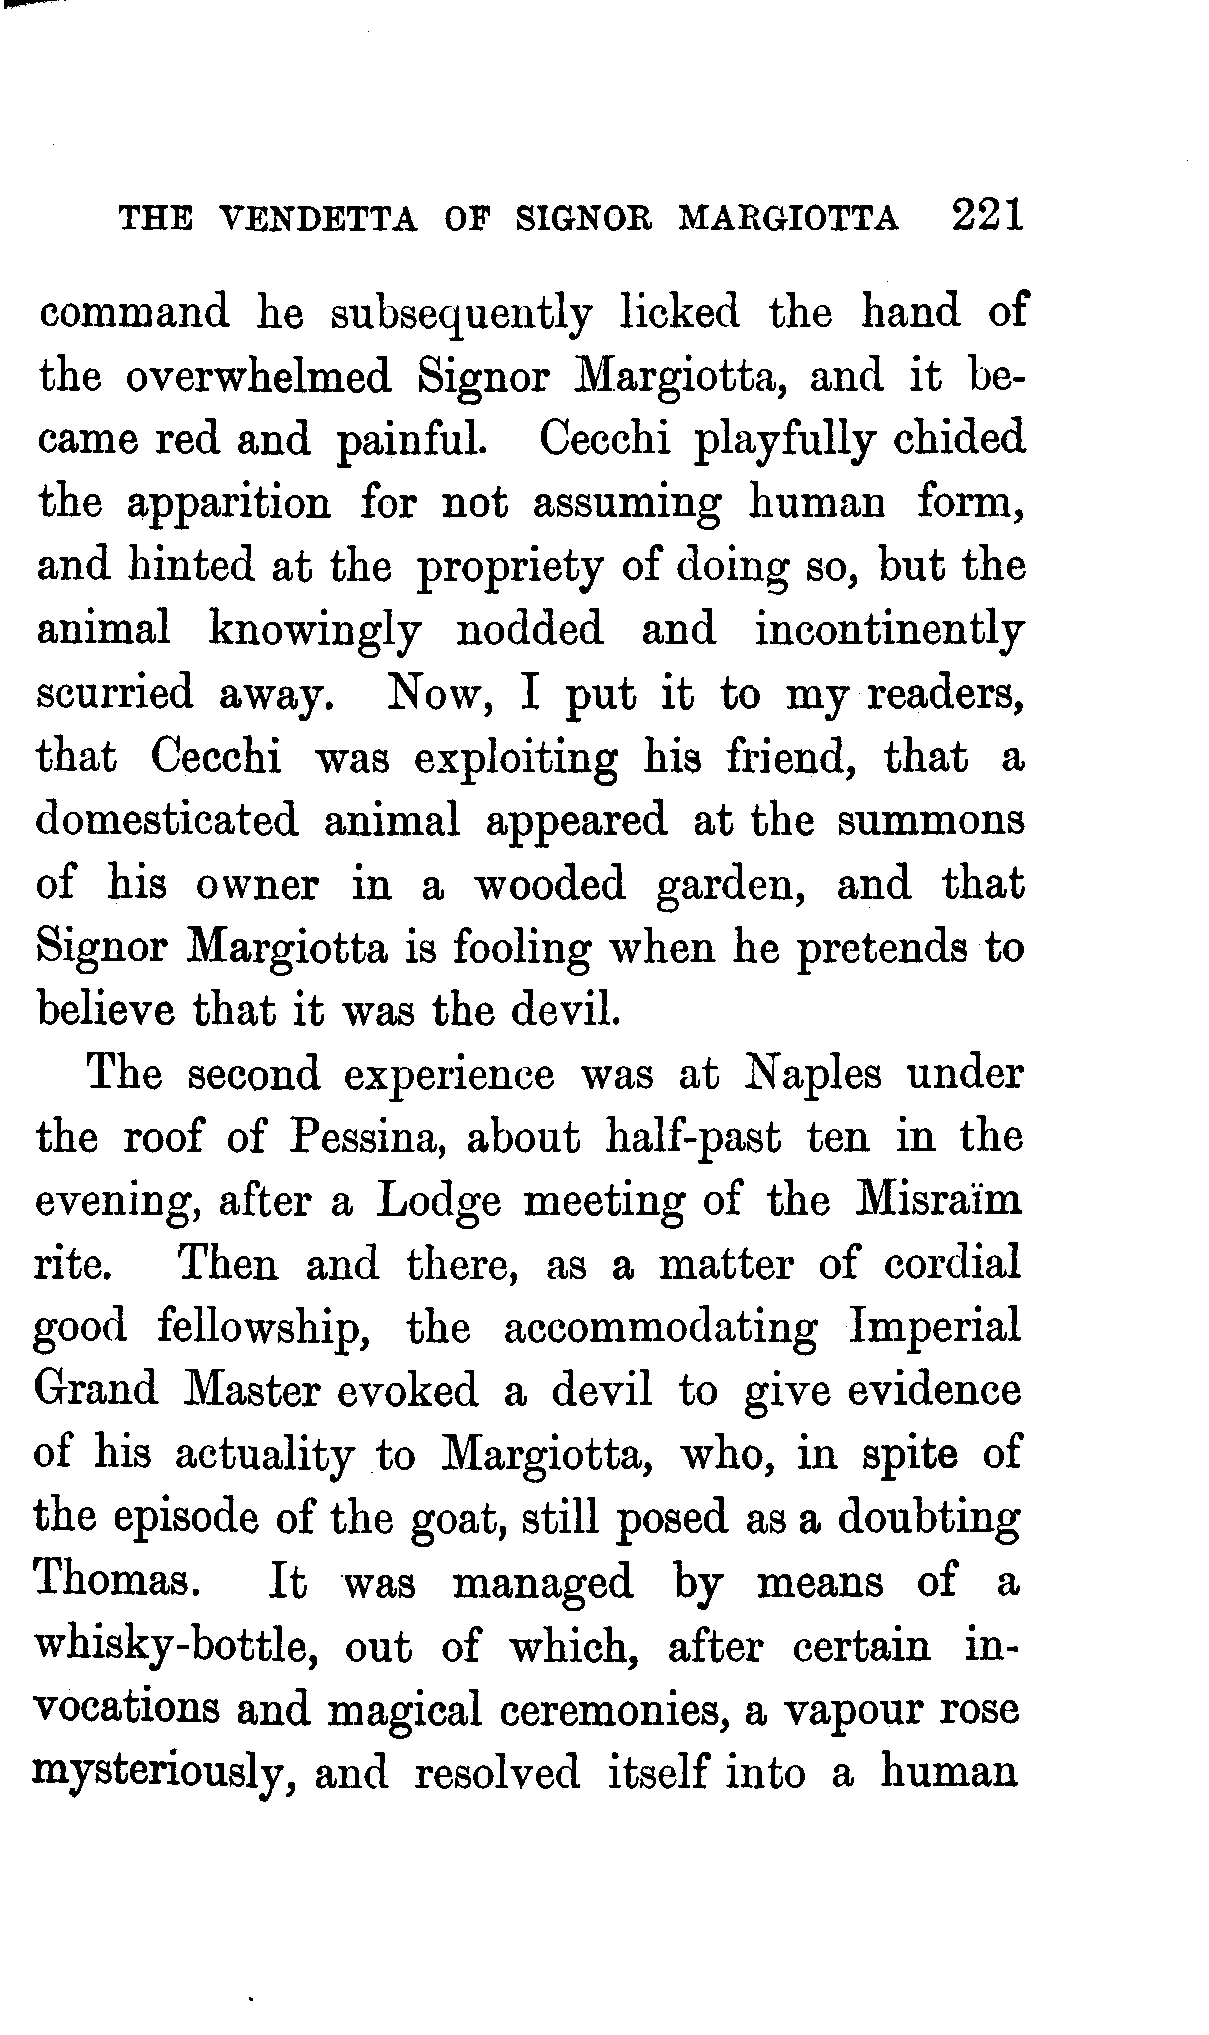 THE VENDETTA OF SIGNOR MARGIOTTA 221
command he subsequently licked the hand of
the overwhelmed Signor Margiotta, and it be-
came red and painful. Cecchi playfully chided
the apparition for not assuming human form,
and hinted at the propriety of doing so, but the
animal knowingly nodded and incontinently
scurried away. Now, I put it to my readers,
that Cecchi was exploiting his friend, that a
domesticated animal appeared at the summons
of his owner in a wooded garden, and that
Signor Margiotta is fooling when he pretends to
believe that it was the devil.
The second experience was at Naples under
the roof of Pessina, about half-past ten in the
evening, after a Lodge meeting of the Misraïm
rite. Then and there, as a matter of cordial
good fellowship, the accommodating Imperial
Grand Master evoked a devil to give evidence
of his actuality to Margiotta, who, in spite of
the episode of the goat, still posed as a doubting
Thomas. It was managed by means of a
whisky-bottle, out of which, after certain in-
vocations and magical ceremonies, a vapour rose
mysteriously, and resolved itself into a human